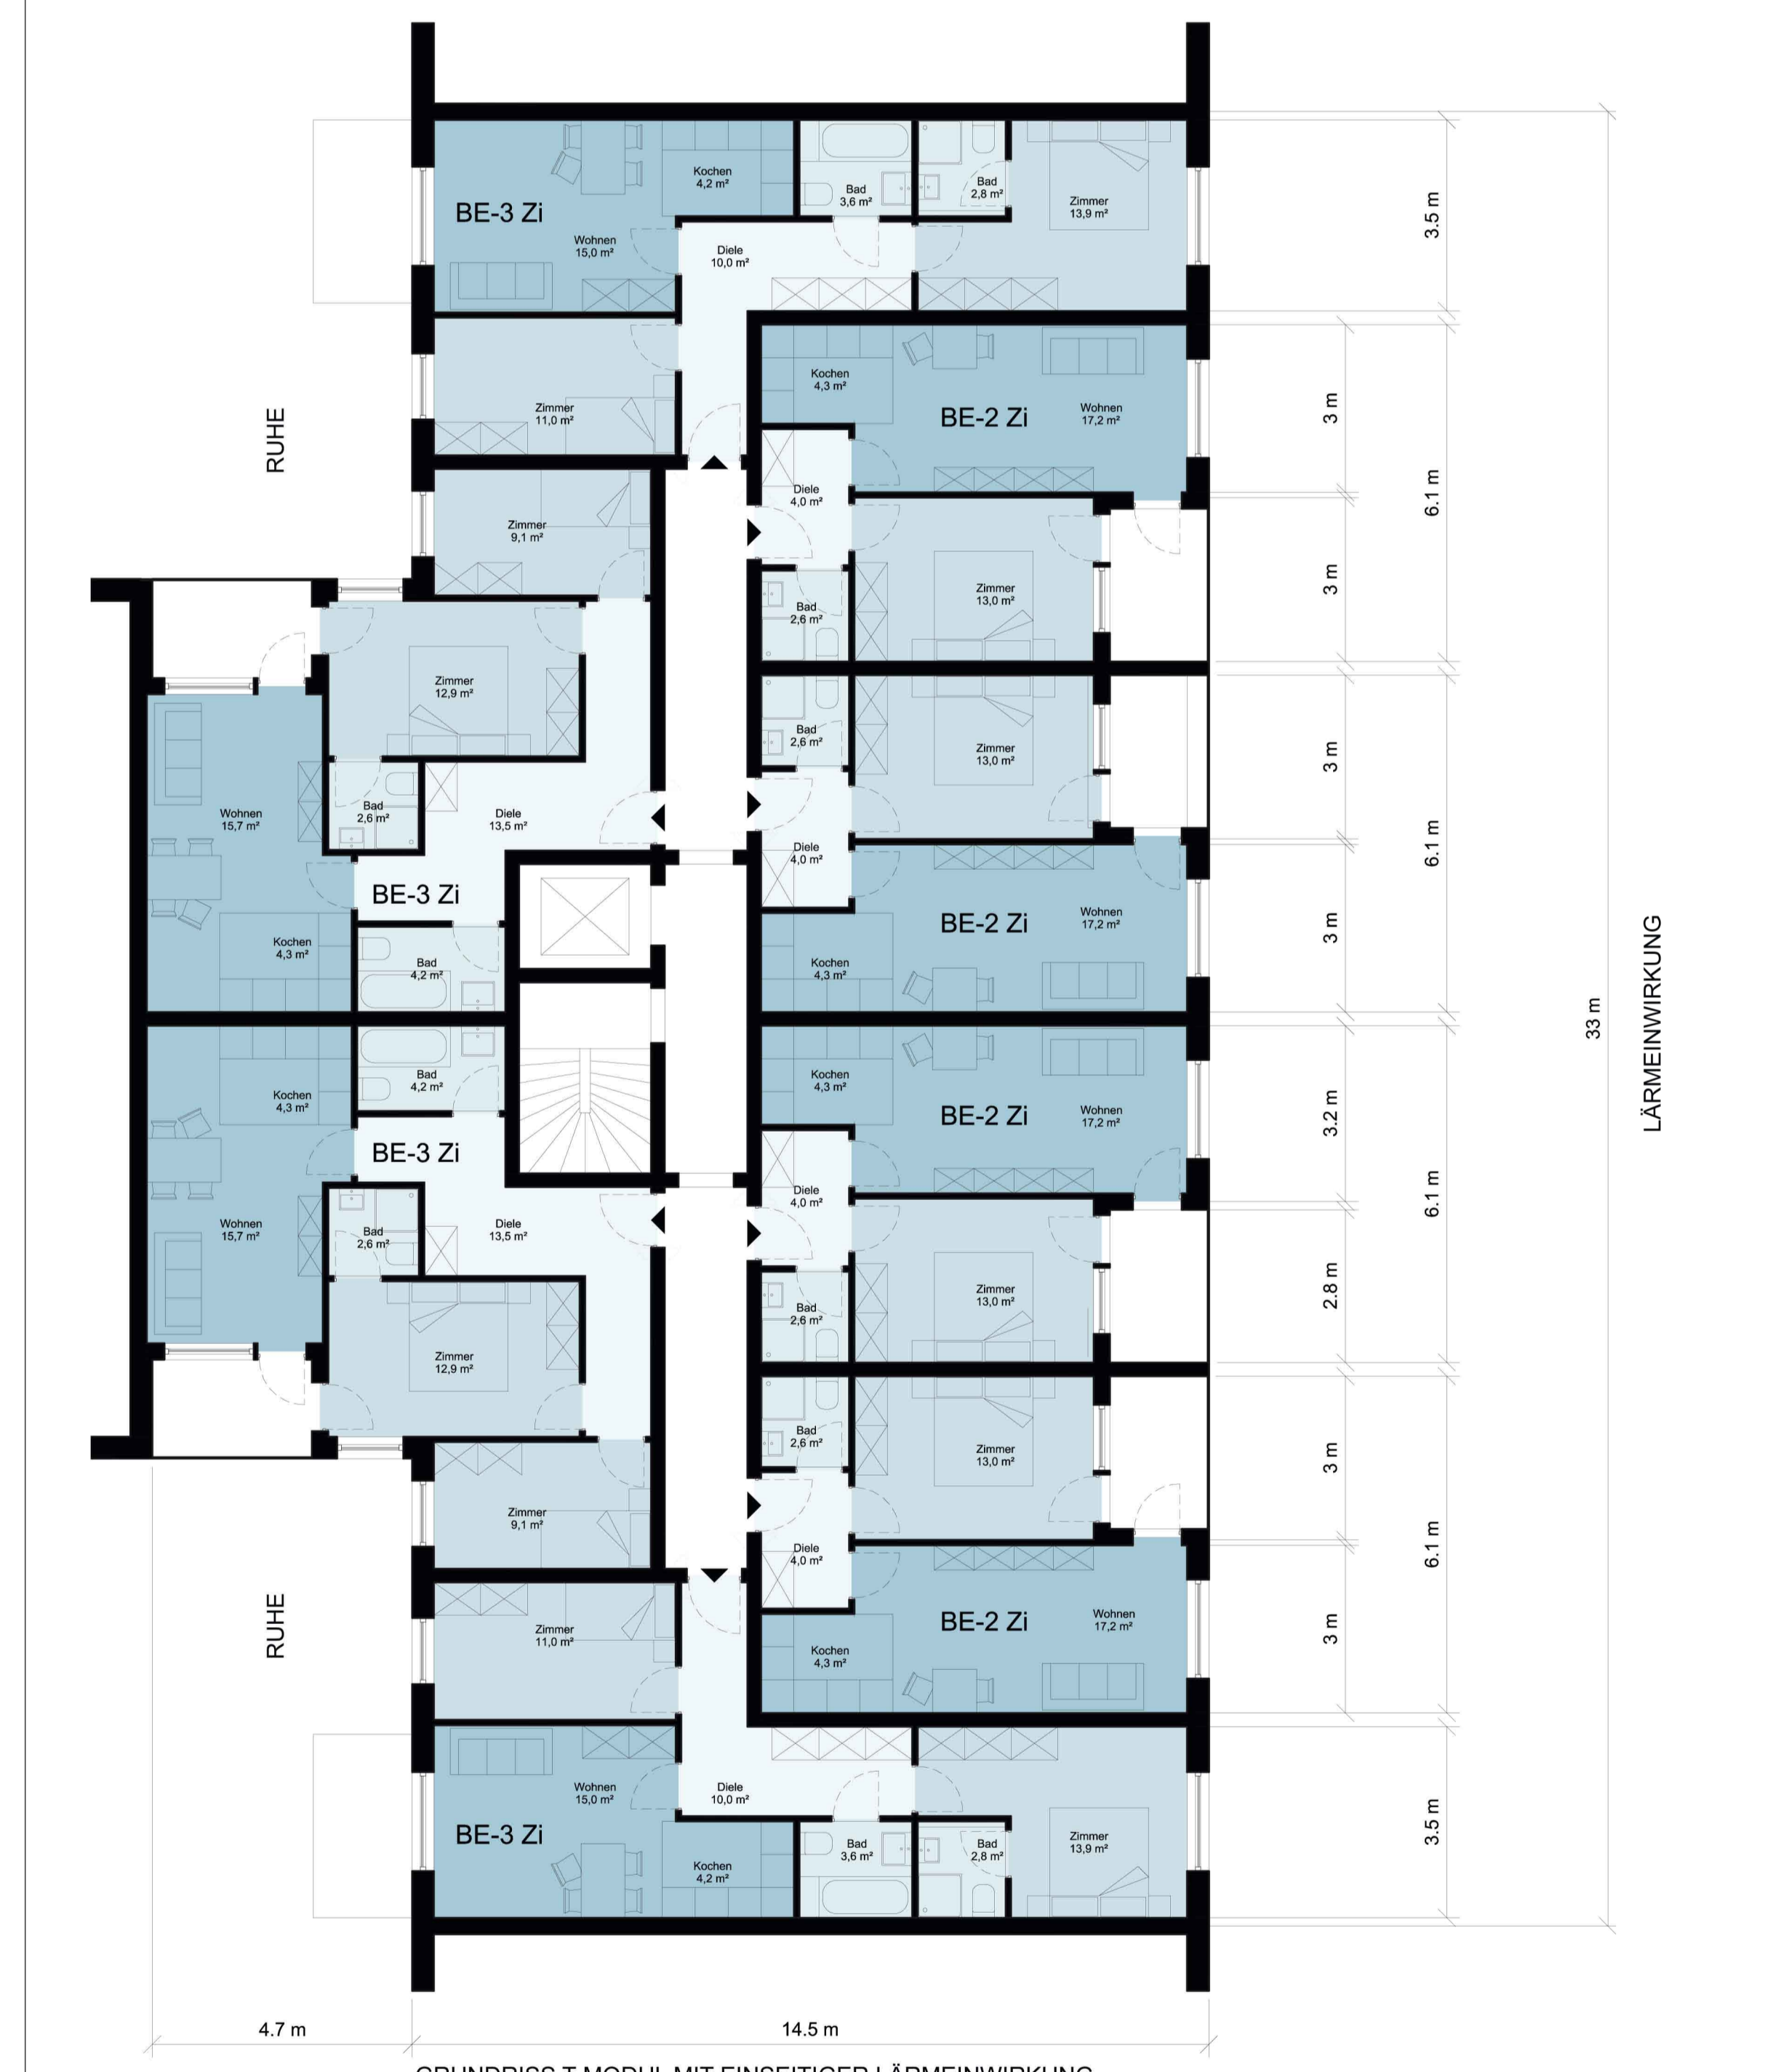 Kochen
4,2 m²
Bad
3,6 m²
Bad
2,8 m²
Zimmer
13,9 m²
BE-3 Zi
Wohnen
15,0 m²
Diele
10,0 m²
3.5 m
Zimmer
11,0 m²
Kochen
4,3 m²
BE-2 Zi
Wohnen
17,2 m²
3 m
RUHE
Diele
4,0 m²
6.1 m
Zimmer
9,1 m²
Bad
2,6 m²
Zimmer
13,0 m²
3 m
Zimmer
12,9 m²
Bad
2,6 m²
Zimmer
13,0 m²
3 m
Wohnen
15,7 m²
Bad
2,6 m²
Diele
13,5 m²
Diele
4,0 m²
6.1 m
BE-3 Zi
BE-2 Zi
Wohnen
17,2 m²
3 m
Kochen
4,3 m²
Bad
4,2 m²
Kochen
4,3 m²
33 m
LÄRMEINWIRKUNG
Kochen
4,3 m²
Bad
4,2 m²
Kochen
4,3 m²
BE-2 Zi
Wohnen
17,2 m²
3.2 m
BE-3 Zi
Diele
4,0 m²
6.1 m
Wohnen
15,7 m²
Bad
2,6 m²
Diele
13,5 m²
Bad
2,6 m²
Zimmer
13,0 m²
2.8 m
Zimmer
12,9 m²
Bad
2,6 m²
Zimmer
13,0 m²
3 m
Zimmer
9,1 m²
Diele
4,0 m²
6.1 m
RUHE
Zimmer
11,0 m²
Kochen
4,3 m²
BE-2 Zi
Wohnen
17,2 m²
3 m
Wohnen
15,0 m²
Diele
10,0 m²
BE-3 Zi
Kochen
4,2 m²
Bad
3,6 m²
Bad
2,8 m²
Zimmer
13,9 m²
3.5 m
4.7 m
14.5 m
GRUNDRISS T-MODUL MIT EINSEITIGER LÄRMEINWIRKUNG